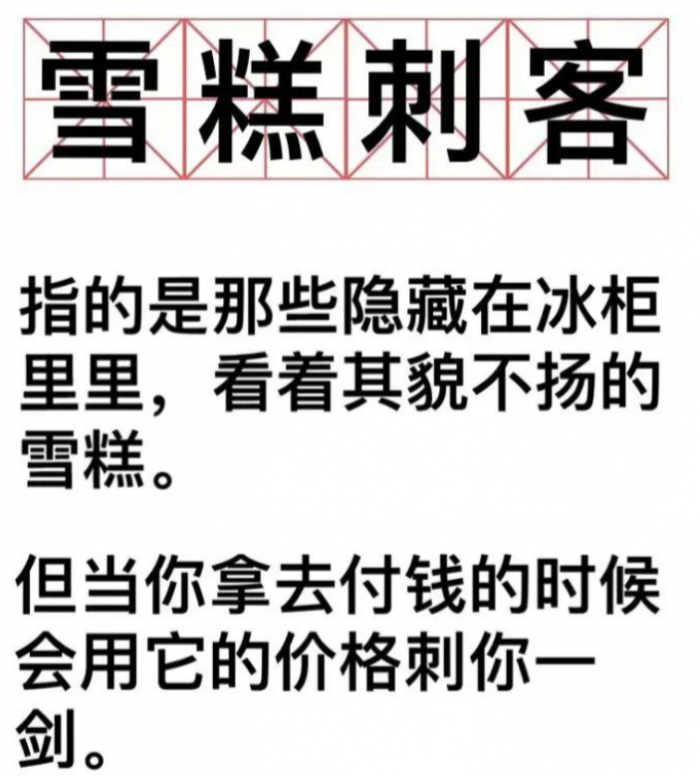 雪糕刺客
指的是那些隐藏在冰柜
里里，看着其貌不扬的
雪糕。
但当你拿去付钱的时候
会用它的价格刺你一
剑。